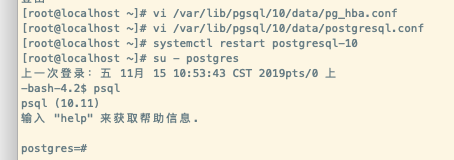 [root@localhost ~]# vi /var/lib/pgsql/10/data/pg_hba.conf
[root@localhost ~]# vi /var/lib/pgsql/10/data/postgresql.conf
[root@localhost ~]# systemctl restart postgresql-10
[root@localhost ~]# su - postgres
上一次登录：五 11月 15 10:53:43 CST 2019pts/0 上
-bash-4.2$ psql
psql (10.11)
输入 "help" 来获取帮助信息.
postgres=#